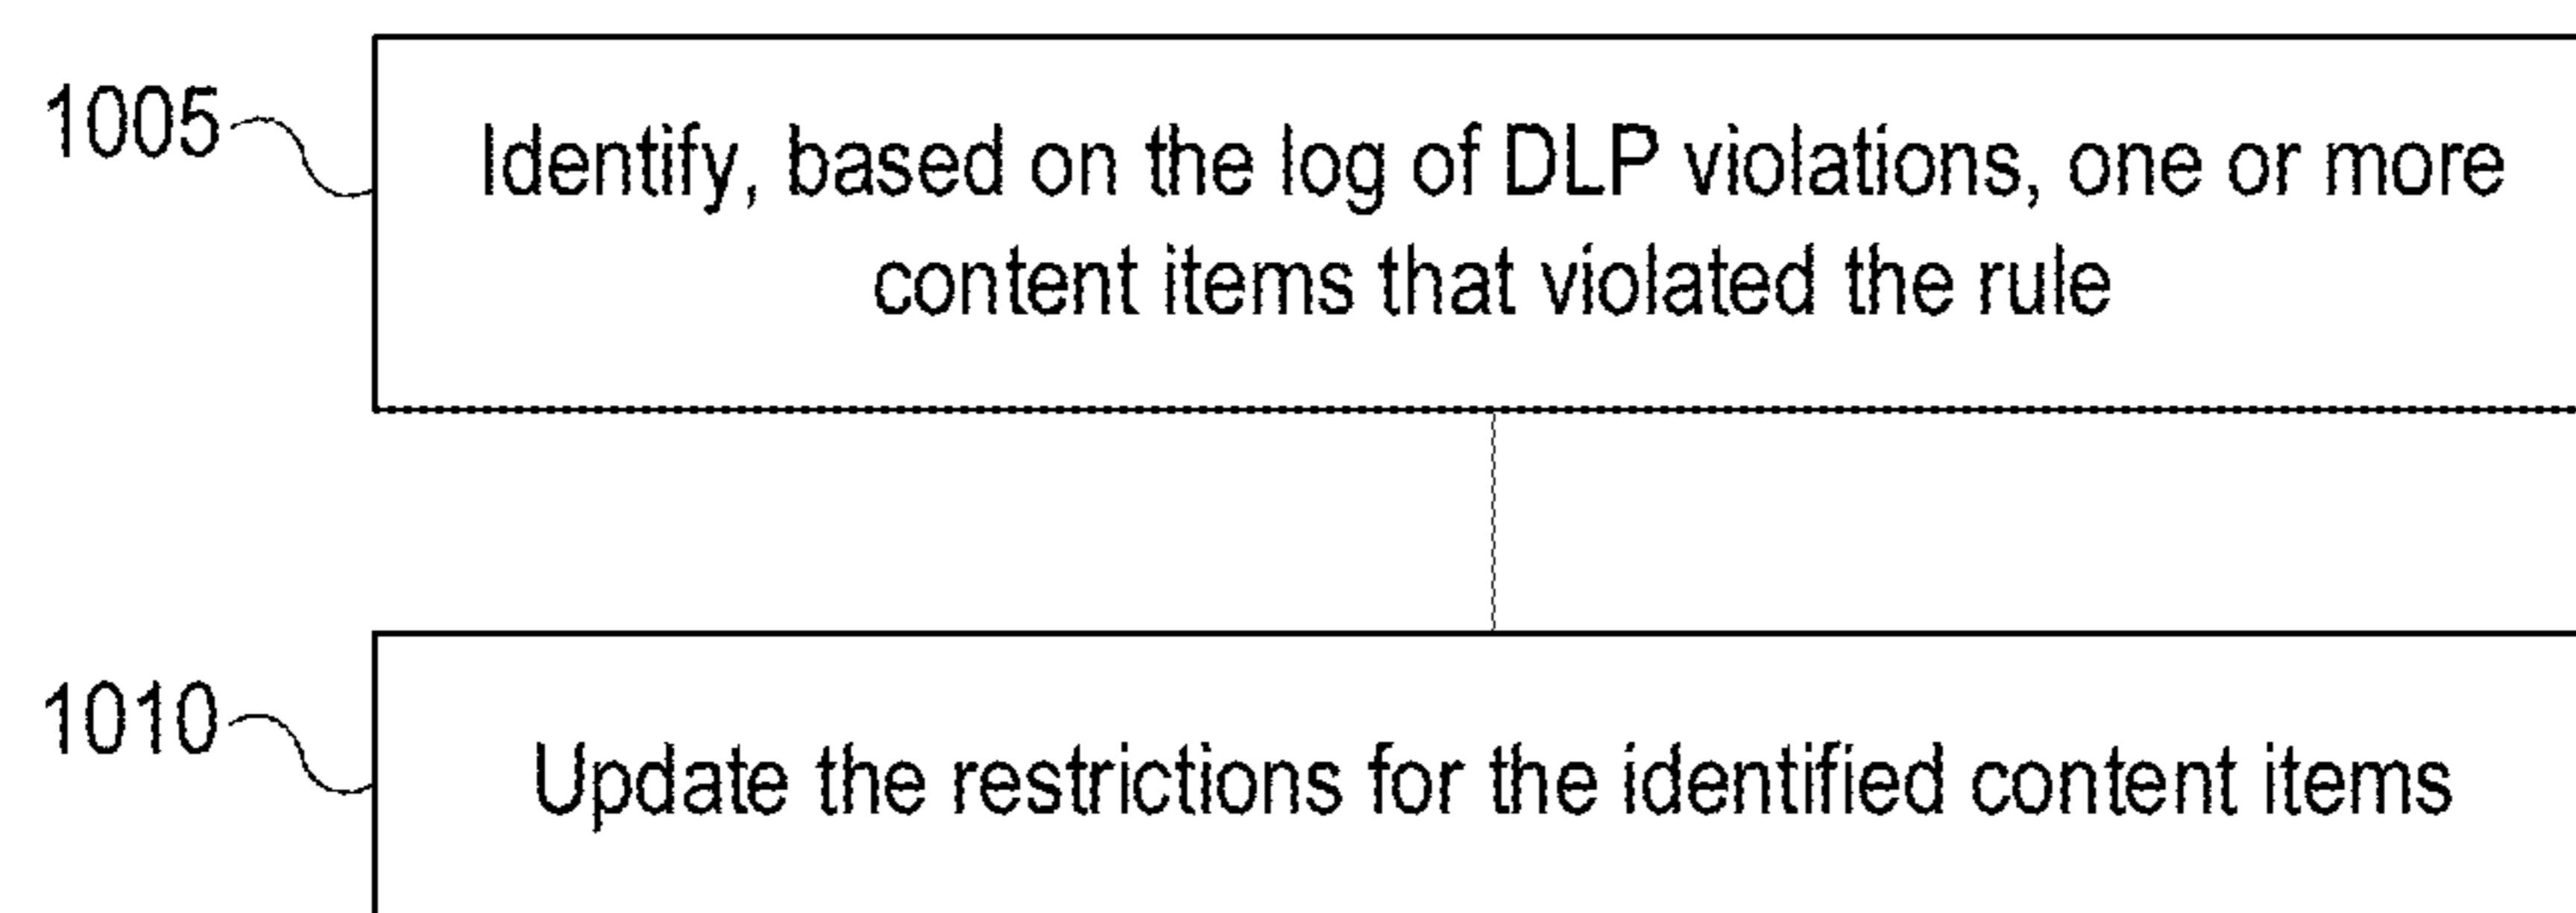 1005
Identify, based on the log of DLP violations, one or more
content items that violated the rule
1010
Update the restrictions for the identified content items